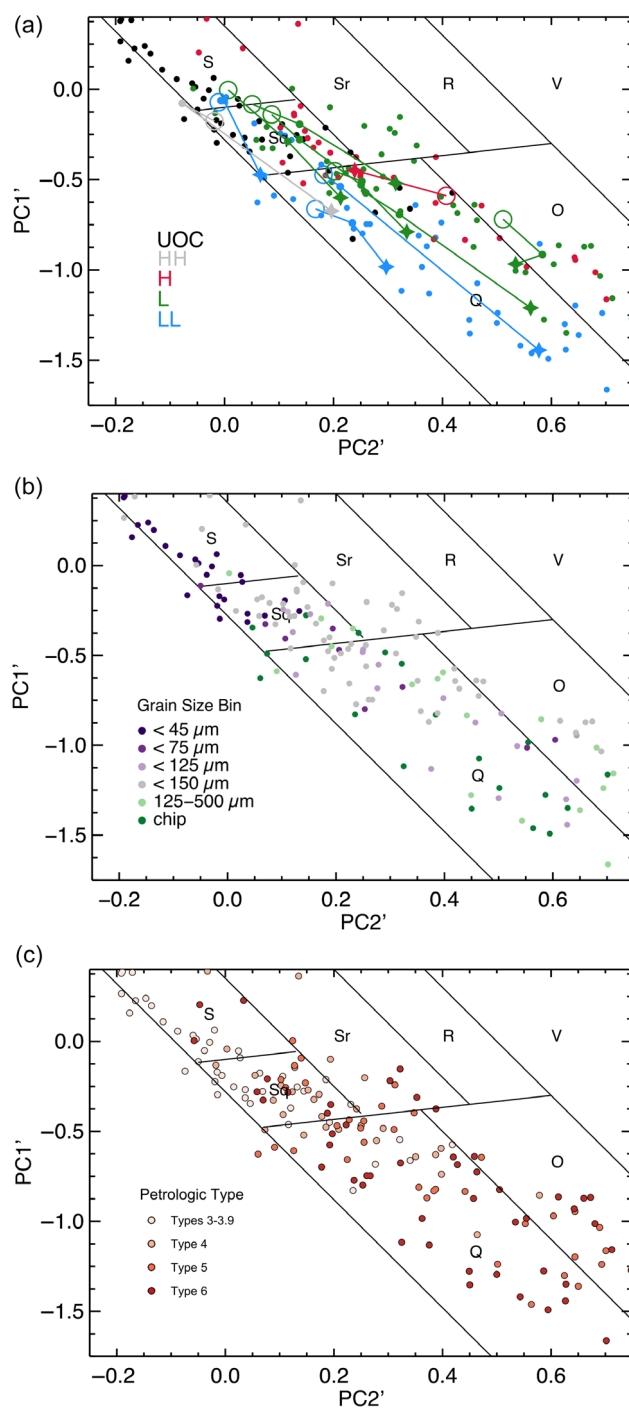 (a)
0.0
−0.5
−1.0
−1.5
PC1’
S
Sr
R
V
Sq
O
Q
UOC
HH
H
L
LL
−0.2
0.0
0.2
0.4
0.6
PC2’
(b)
0.0
−0.5
−1.0
−1.5
PC1’
S
Sr
R
V
Sq
O
Q
Grain Size Bin
< 45 µm
< 75 µm
< 125 µm
< 150 µm
125–500 µm
chip
−0.2
0.0
0.2
0.4
0.6
PC2’
(c)
0.0
−0.5
−1.0
−1.5
PC1’
S
Sr
R
V
Sq
O
Q
Petrologic Type
Types 3-3.9
Type 4
Type 5
Type 6
−0.2
0.0
0.2
0.4
0.6
PC2’